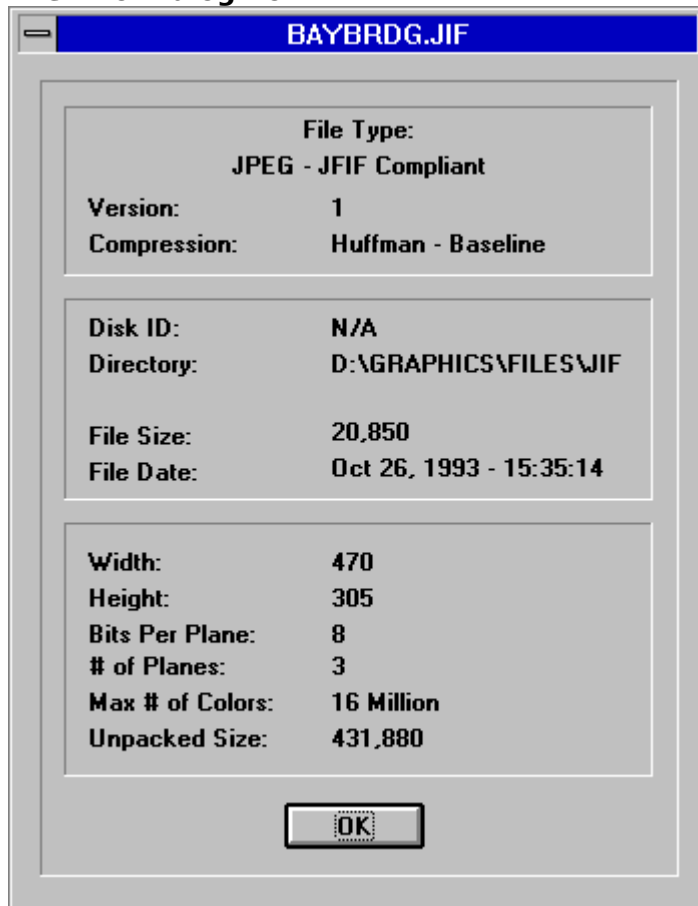 BAYBRDG.JIF
File Type:
JPEG - JFIF Compliant
Version: 1
Compression: Huffman - Baseline
Disk ID: N/A
Directory: D:\GRAPHICS\FILES\JIF
File Size: 20,850
File Date: Oct 26, 1993 - 15:35:14
Width: 470
Height: 305
Bits Per Plane: 8
# of Planes: 3
Max # of Colors: 16 Million
Unpacked Size: 431,880
OK